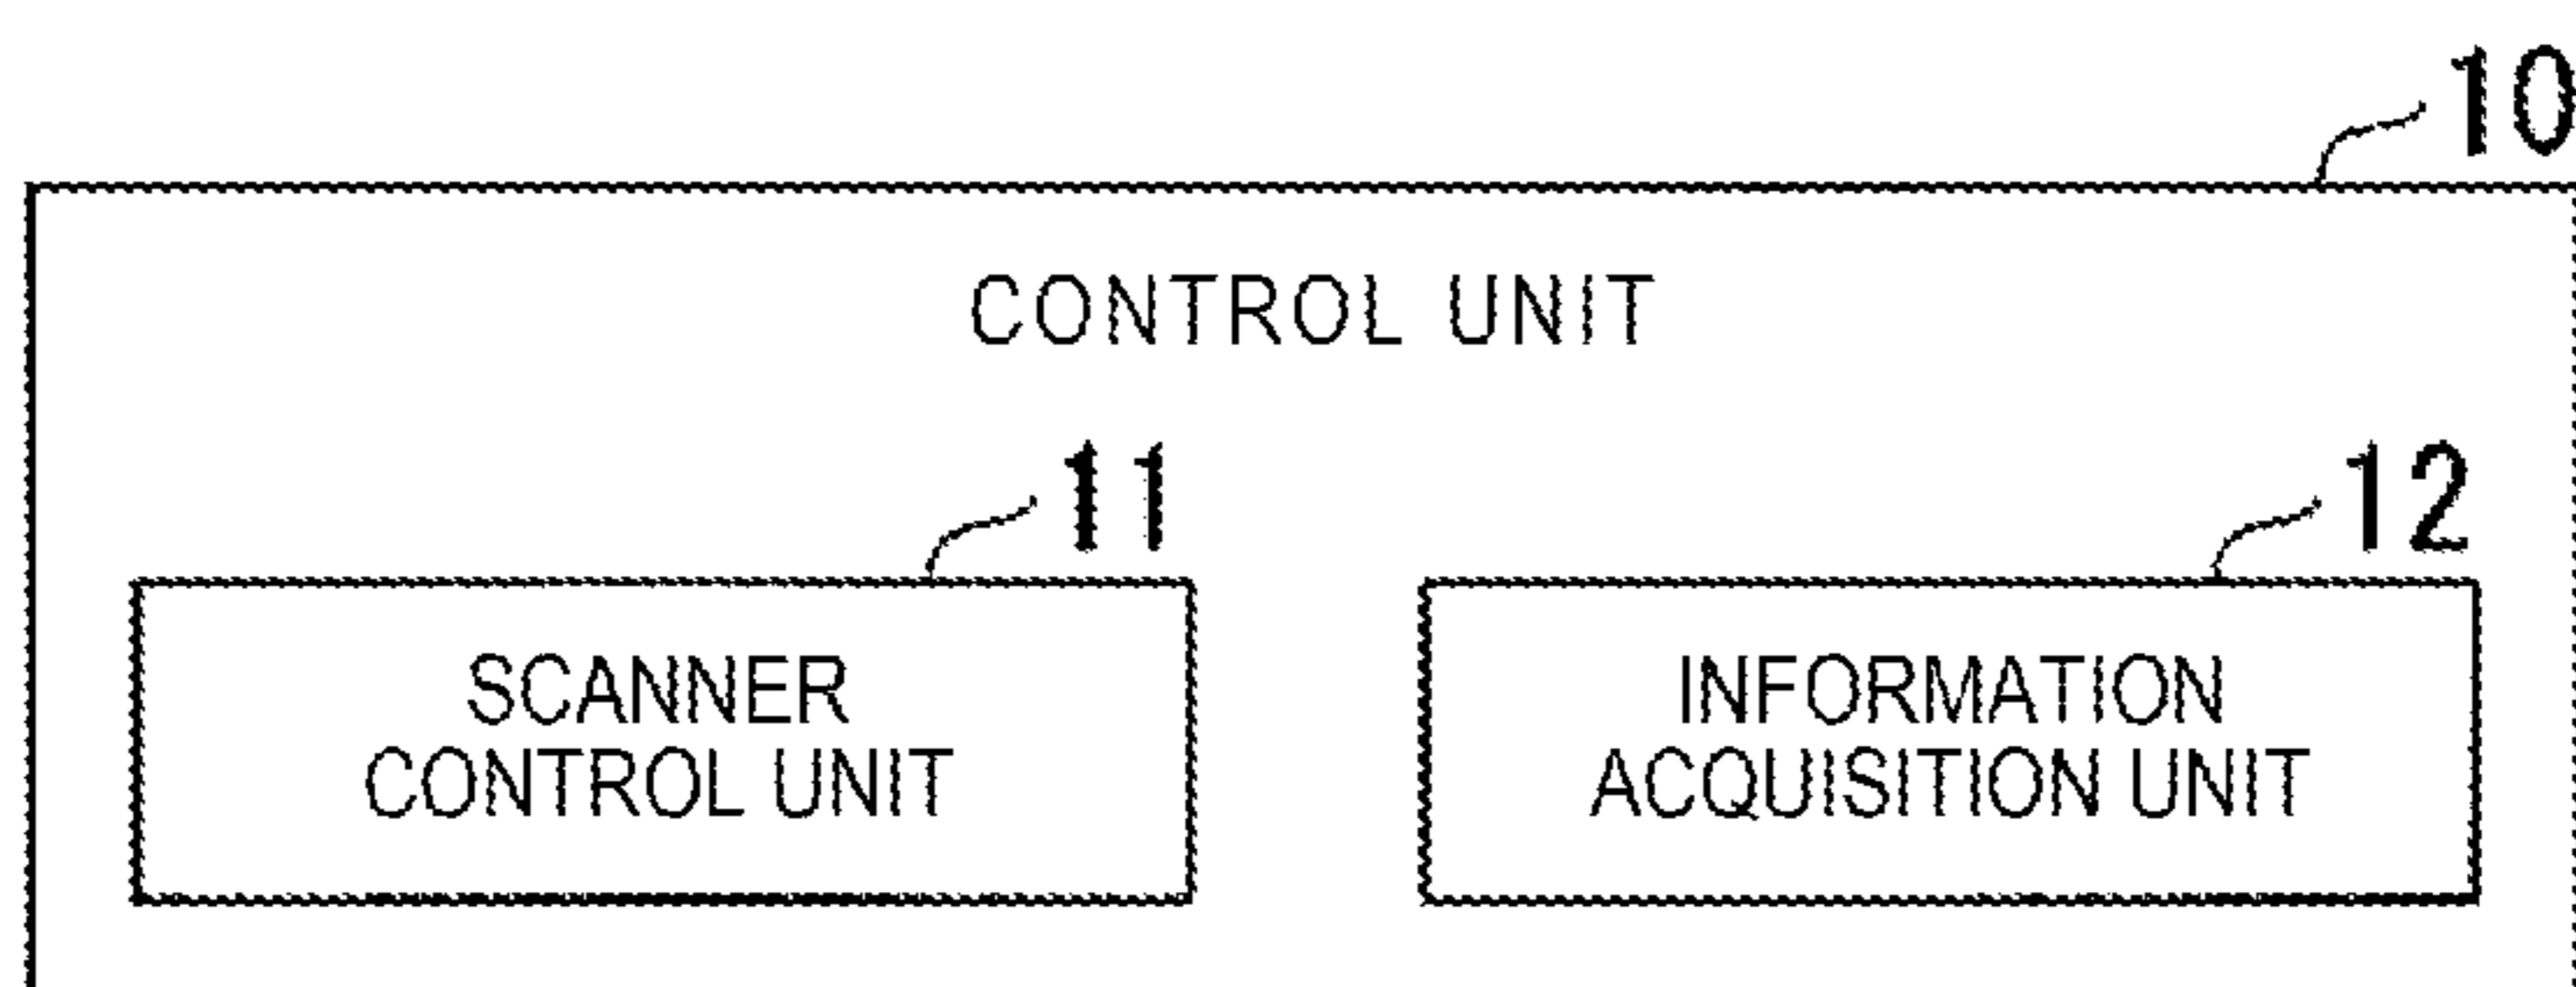 10
CONTROL UNIT
11
12
SCANNER
CONTROL UNIT
INFORMATION
ACQUISITION UNIT